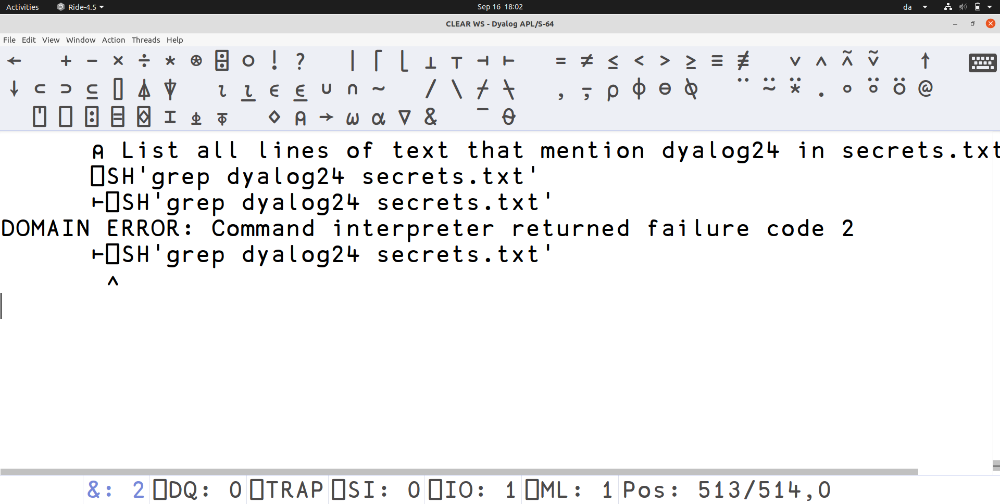 Activities Ride-4.5 Sep 16 18:02 da
CLEAR WS - Dyalog APL/S-64
File Edit View Window Action Threads Help
← + - × ÷ * ⍟ ⌹ ○ ! ? | ⌈ ⌊ ⊥ ⊤ ⊣ ⊢ = ≠ ≤ < > ≥ ≡ ≢ ∨ ∧ ⍲ ⍱ ↑
↓ ⊂ ⊃ ⊆ ⌷ ⍋ ⍒ ⍳ ⍸ ∊ ⍷ ∪ ∩ ~ / \ ⌿ ⍀ , ⍪ ⍴ ⌽ ⊖ ⍉ ¨ ⍨ ⍣ . ∘ ⍤ ⍥ @
⍞ ⎕ ⍠ ⌸ ⌺ ⌶ ⍎ ⍕ ⋄ ⍝ → ⍵ ⍺ ∇ & ¯ ⍬
⍝ List all lines of text that mention dyalog24 in secrets.txt
⎕SH'grep dyalog24 secrets.txt'
⊢⎕SH'grep dyalog24 secrets.txt'
DOMAIN ERROR: Command interpreter returned failure code 2
⊢⎕SH'grep dyalog24 secrets.txt'
∧
&: 2 ⎕DQ: 0 ⎕TRAP ⎕SI: 0 ⎕IO: 1 ⎕ML: 1 Pos: 513/514,0